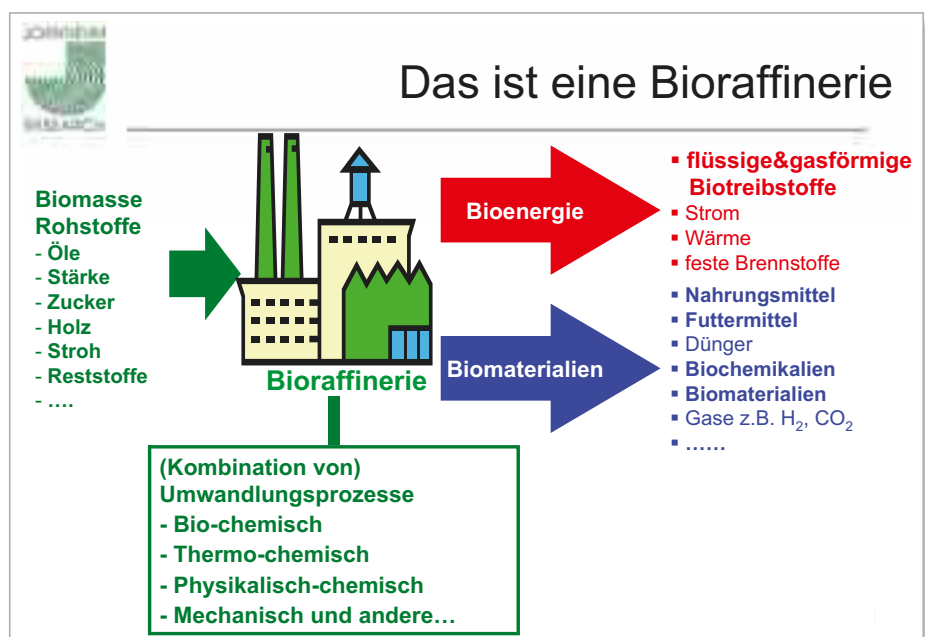 Das ist eine Bioraffinerie
Biomasse
Rohstoffe
- Öle
- Stärke
- Zucker
- Holz
- Stroh
- Reststoffe
- ….
Bioraffinerie
Bioenergie
▪ flüssige&gasförmige
Biotreibstoffe
▪ Strom
▪ Wärme
▪ feste Brennstoffe
Biomaterialien
▪ Nahrungsmittel
▪ Futtermittel
▪ Dünger
▪ Biochemikalien
▪ Biomaterialien
▪ Gase z.B. H₂, CO₂
▪ ……
(Kombination von)
Umwandlungsprozesse
- Bio-chemisch
- Thermo-chemisch
- Physikalisch-chemisch
- Mechanisch und andere…